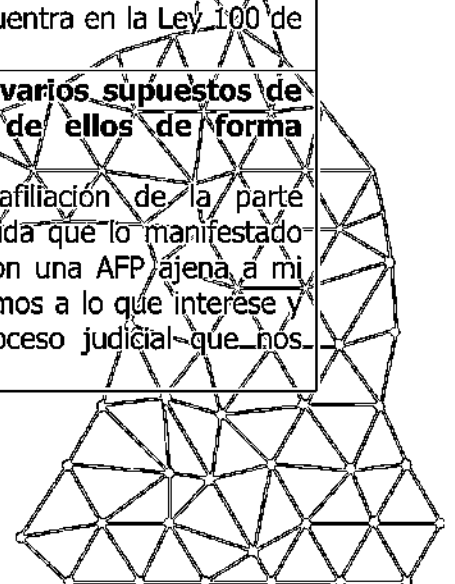 uentra en la Ley 100 de
varios supuestos de
de ellos de forma
afiliación de la parte
ida que lo manifestado
on una AFP ajena a mi
mos a lo que interese y
oceso judicial que nos